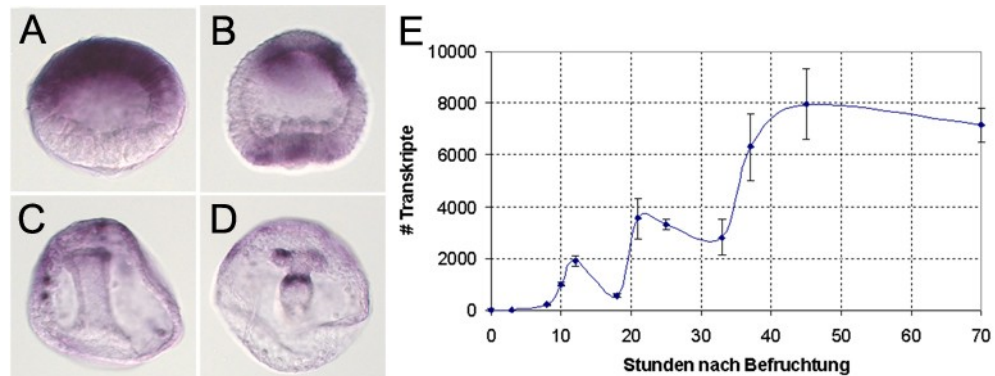 A
B
C
D
E
# Transkripte
10000
8000
6000
4000
2000
0
0 10 20 30 40 50 60 70
Stunden nach Befruchtung